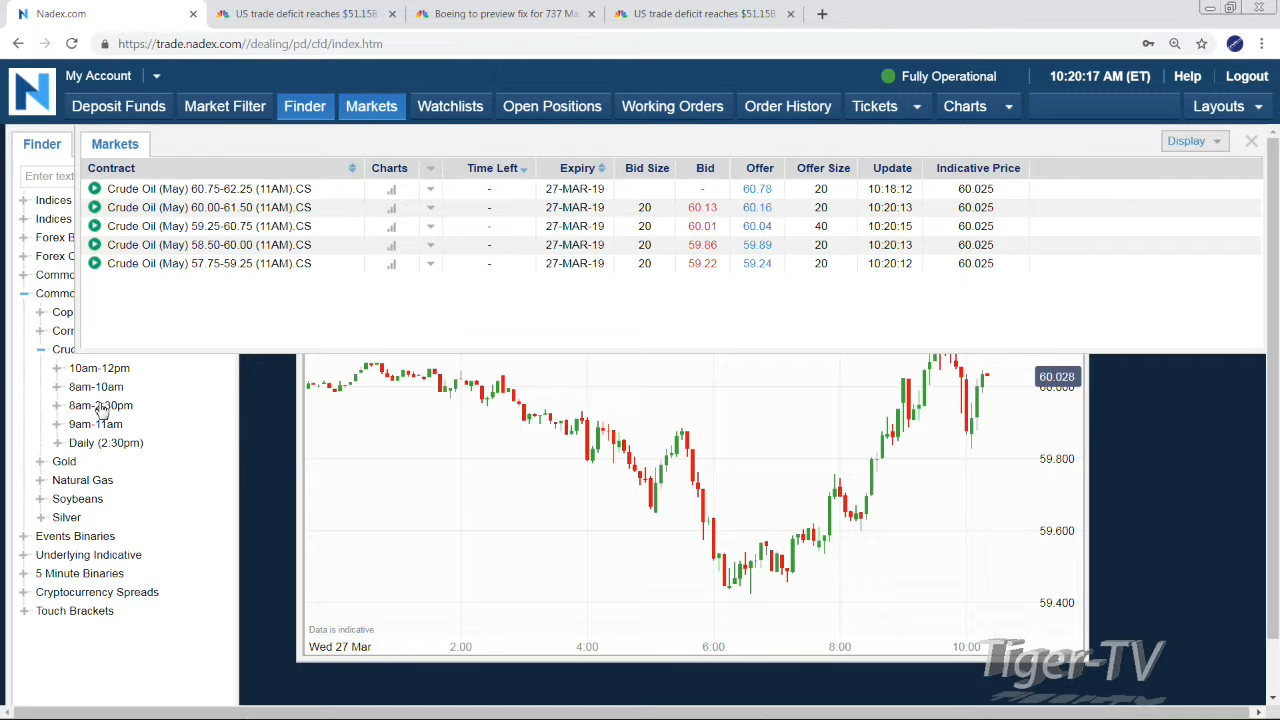 Nadex.com
US trade deficit reaches $51.15B
Boeing to preview fix for 737 Ma
US trade deficit reaches $51.15B
https://trade.nadex.com//dealing/pd/cfd/index.htm
N My Account Fully Operational 10:20:17 AM (ET) Help Logout
Deposit Funds Market Filter Finder Markets Watchlists Open Positions Working Orders Order History Tickets Charts Layouts
Finder Markets Display
Enter text
Contract Charts Time Left Expiry Bid Size Bid Offer Offer Size Update Indicative Price
Crude Oil (May) 60.75-62.25 (11AM).CS - 27-MAR-19 - 60.78 20 10:18:12 60.025
Crude Oil (May) 60.00-61.50 (11AM).CS - 27-MAR-19 20 60.13 60.16 20 10:20:13 60.025
Crude Oil (May) 59.25-60.75 (11AM).CS - 27-MAR-19 20 60.01 60.04 40 10:20:15 60.025
Crude Oil (May) 58.50-60.00 (11AM).CS - 27-MAR-19 20 59.86 59.89 20 10:20:13 60.025
Crude Oil (May) 57.75-59.25 (11AM).CS - 27-MAR-19 20 59.22 59.24 20 10:20:12 60.025
Indices
Indices
Forex B
Forex C
Commo
Commo
Cop
Corn
Crud
10am-12pm
8am-10am
8am-2:30pm
9am-11am
Daily (2:30pm)
Gold
Natural Gas
Soybeans
Silver
Events Binaries
Underlying Indicative
5 Minute Binaries
Cryptocurrency Spreads
Touch Brackets
60.028
60.000
59.800
59.600
59.400
Data is indicative
Wed 27 Mar 2:00 4:00 6:00 8:00 10:00
Tiger-TV